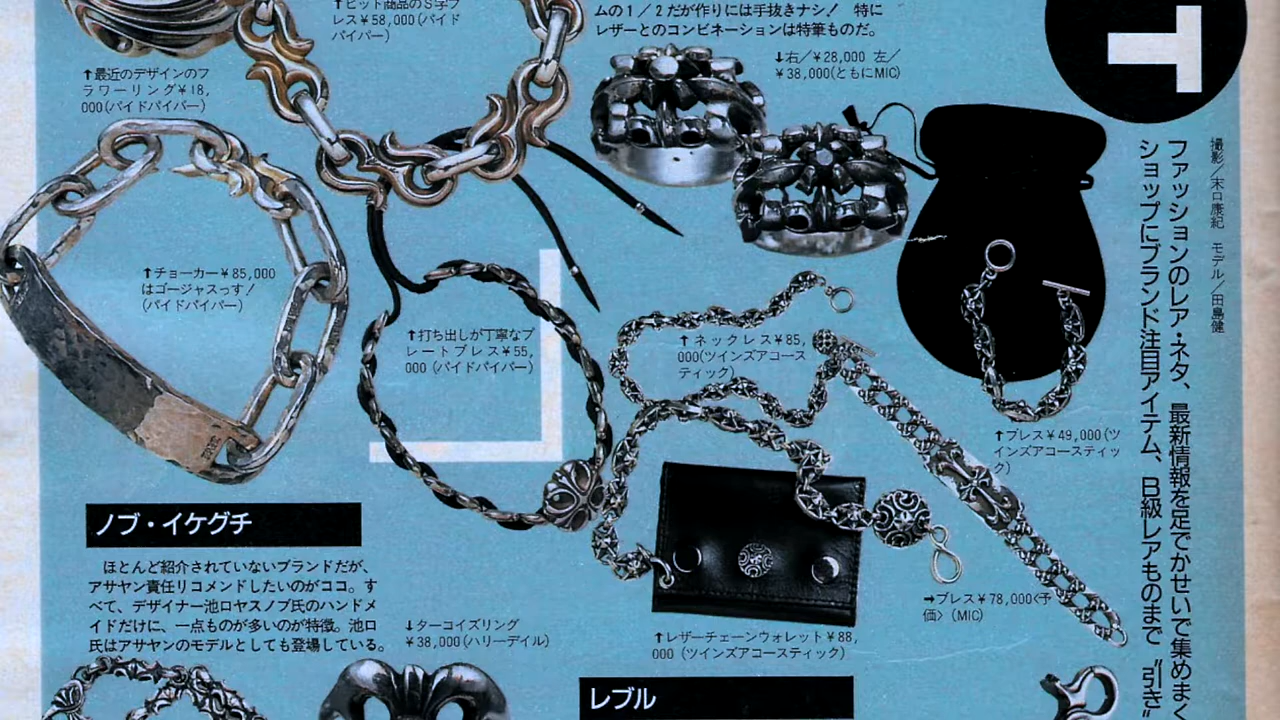 ↑ヒット商品のS字ブ
レス¥58,000(パイド
パイパー)
ムの1/2だが作りには手抜きナシ! 特に
レザーとのコンビネーションは特筆ものだ。
↓右/¥28,000 左/
¥38,000(ともにMIC)
T
↑最近のデザインのフ
ラワーリング¥18,
000(パイドパイパー)
撮影/末口康紀 モデル/田島健
ファッションのレア・ネタ、最新情報を足でかせいで集めまく
ショップにブランド注目アイテム、B級レアものまで〝引き〟
↑チョーカー¥85,000
はゴージャスっす!
(パイドパイパー)
↑打ち出しが丁寧なプ
レートブレス¥55,
000(パイドパイパー)
↑ネックレス¥85,
000(ツインズアコース
ティック)
↑ブレス¥49,000(ツ
インズアコースティッ
ク)
ノブ・イケグチ
ほとんど紹介されていないブランドだが、
アサヤン責任リコメンドしたいのがココ。す
べて、デザイナー池口ヤスノブ氏のハンドメ
イドだけに、一点ものが多いのが特徴。池口
氏はアサヤンのモデルとしても登場している。
↓ターコイズリング
¥38,000(ハリーデイル)
↑レザーチェーンウォレット¥88,
000(ツインズアコースティック)
➡ブレス¥78,000〈予
価〉(MIC)
レブル